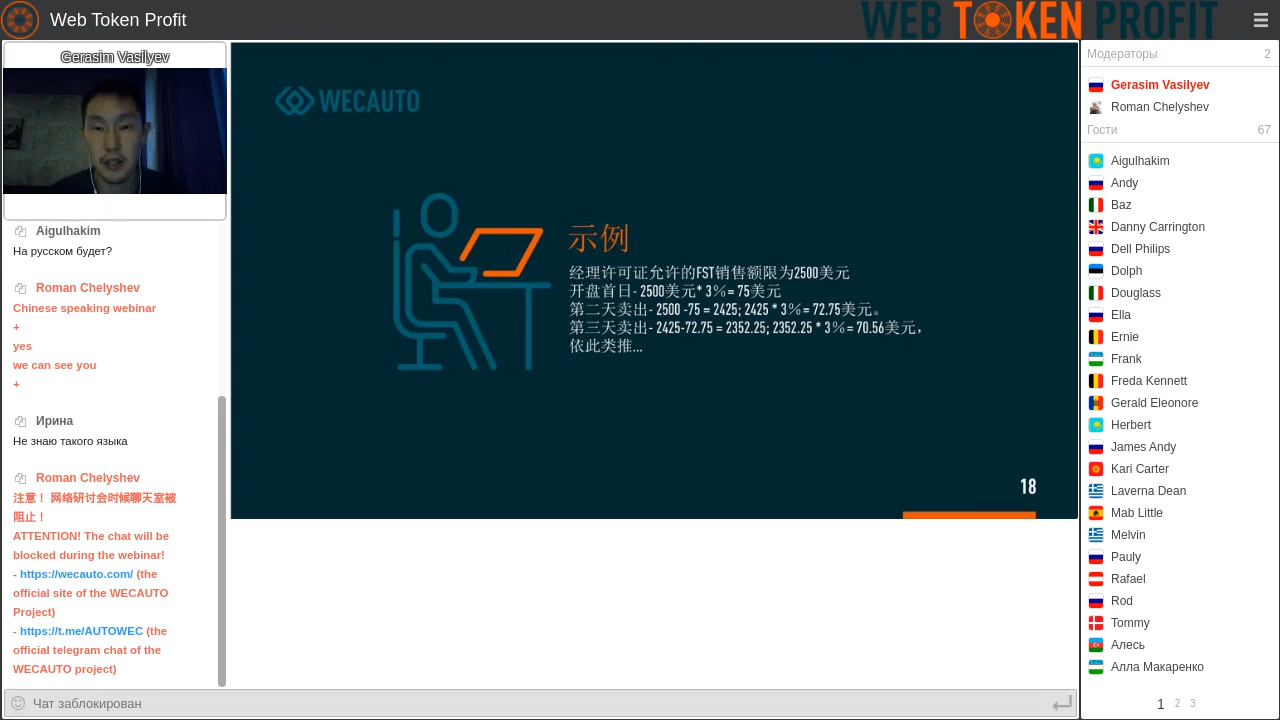 Web Token Profit
WEB TOKEN PROFIT
Gerasim Vasilyev
Aigulhakim
На русском будет?
Roman Chelyshev
Chinese speaking webinar
+
yes
we can see you
+
Ирина
Не знаю такого языка
Roman Chelyshev
注意！ 网络研讨会时候聊天室被
阻止！
ATTENTION! The chat will be
blocked during the webinar!
- https://wecauto.com/ (the
official site of the WECAUTO
Project)
- https://t.me/AUTOWEC (the
official telegram chat of the
WECAUTO project)
Чат заблокирован
WECAUTO
示例
经理许可证允许的FST销售额限为2500美元
开盘首日- 2500美元* 3％= 75美元
第二天卖出- 2500 -75 = 2425; 2425 * 3％= 72.75美元。
第三天卖出- 2425-72.75 = 2352.25; 2352.25 * 3％= 70.56美元，
依此类推...
18
Модераторы 2
Gerasim Vasilyev
Roman Chelyshev
Гости 67
Aigulhakim
Andy
Baz
Danny Carrington
Dell Philips
Dolph
Douglass
Ella
Ernie
Frank
Freda Kennett
Gerald Eleonore
Herbert
James Andy
Kari Carter
Laverna Dean
Mab Little
Melvin
Pauly
Rafael
Rod
Tommy
Алесь
Алла Макаренко
1 2 3